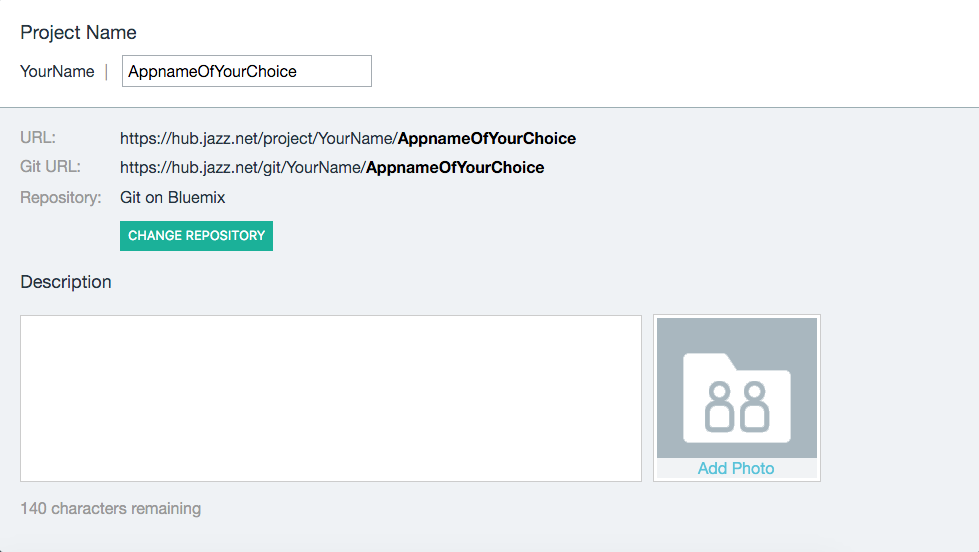 Project Name
YourName | AppnameOfYourChoice
URL: https://hub.jazz.net/project/YourName/AppnameOfYourChoice
Git URL: https://hub.jazz.net/git/YourName/AppnameOfYourChoice
Repository: Git on Bluemix
CHANGE REPOSITORY
Description
Add Photo
140 characters remaining